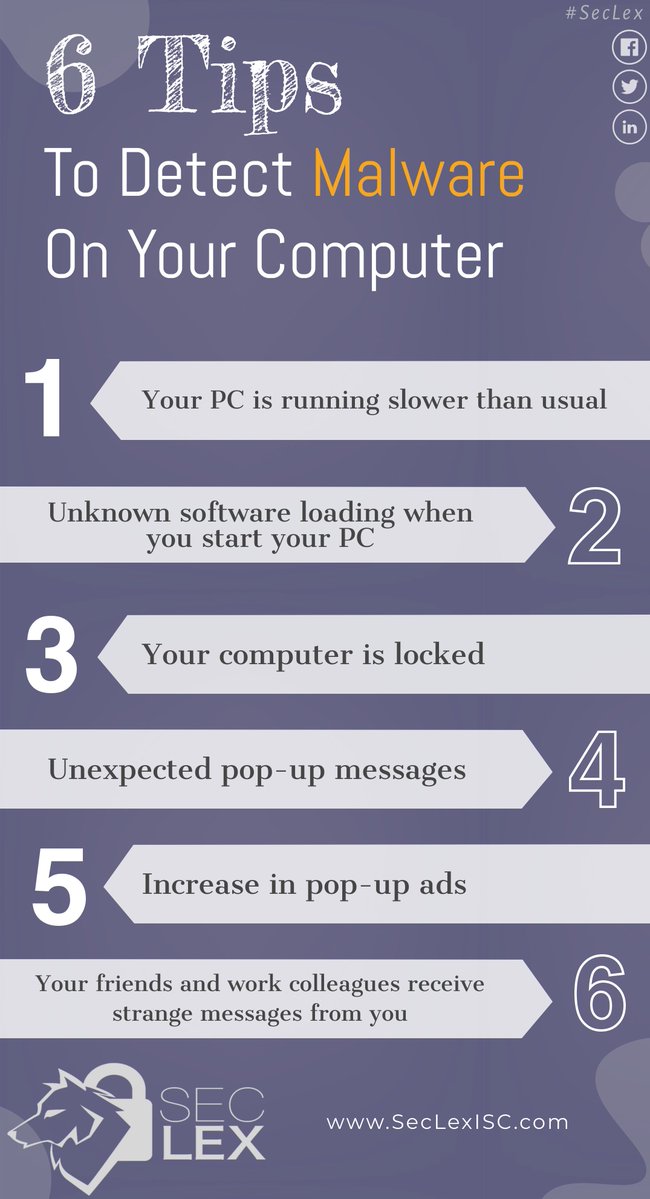 #SecLex
6 Tips
To Detect Malware
On Your Computer
1
Your PC is running slower than usual
Unknown software loading when
you start your PC
2
3
Your computer is locked
Unexpected pop-up messages
4
5
Increase in pop-up ads
Your friends and work colleagues receive
strange messages from you
6
SEC
LEX
www.SecLexISC.com